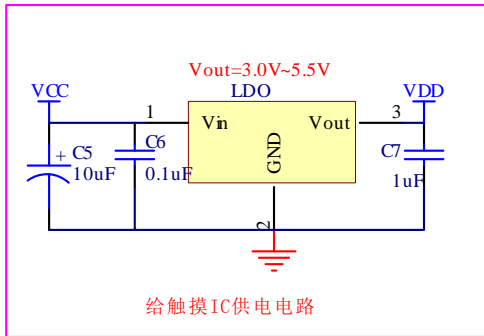 Vout=3.0V~5.5V
VCC
LDO
VDD
1
3
Vin
Vout
GND
+
C5
10uF
C6
0.1uF
C7
1uF
2
给触摸IC供电电路